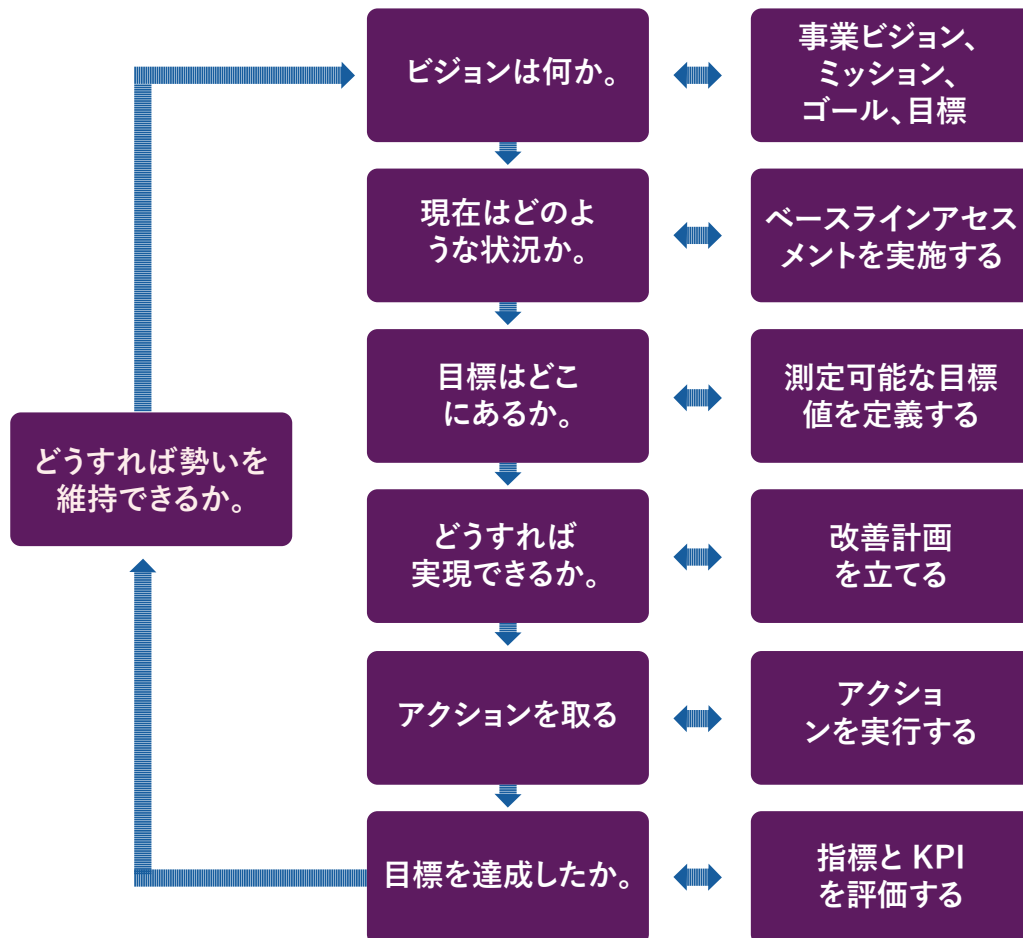 ビジョンは何か。
事業ビジョン、
ミッション、
ゴール、目標
現在はどのよ
うな状況か。
ベースラインアセス
メントを実施する
目標はどこ
にあるか。
測定可能な目標
値を定義する
どうすれば勢いを
維持できるか。
どうすれば
実現できるか。
改善計画
を立てる
アクションを取る
アクショ
ンを実行する
目標を達成したか。
指標と KPI
を評価する